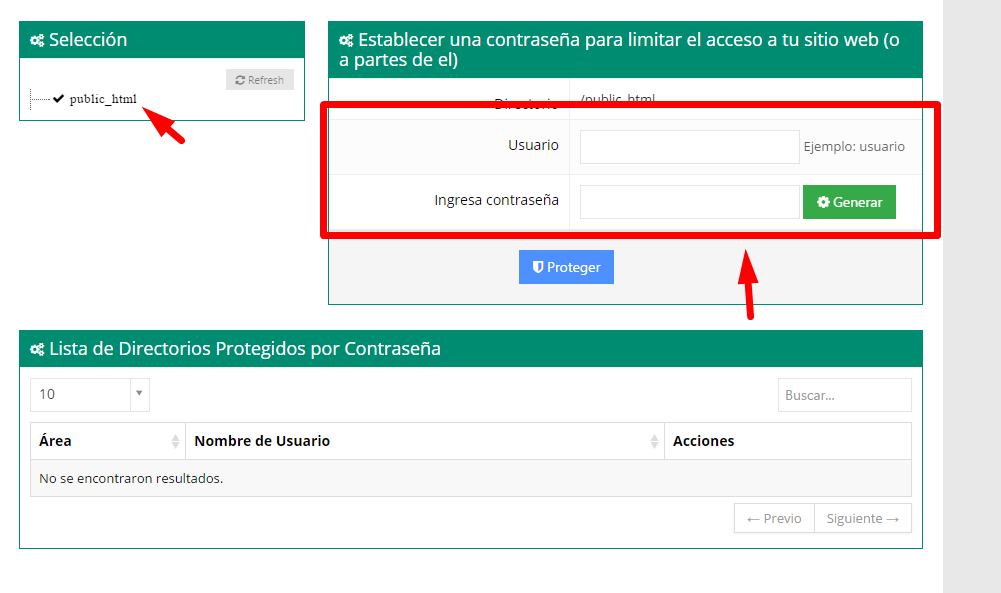 Selección
Refresh
public_html
Establecer una contraseña para limitar el acceso a tu sitio web (o
a partes de el)
Directorio /public_html
Usuario Ejemplo: usuario
Ingresa contraseña Generar
Proteger
Lista de Directorios Protegidos por Contraseña
10 Buscar...
Área Nombre de Usuario Acciones
No se encontraron resultados.
← Previo Siguiente →